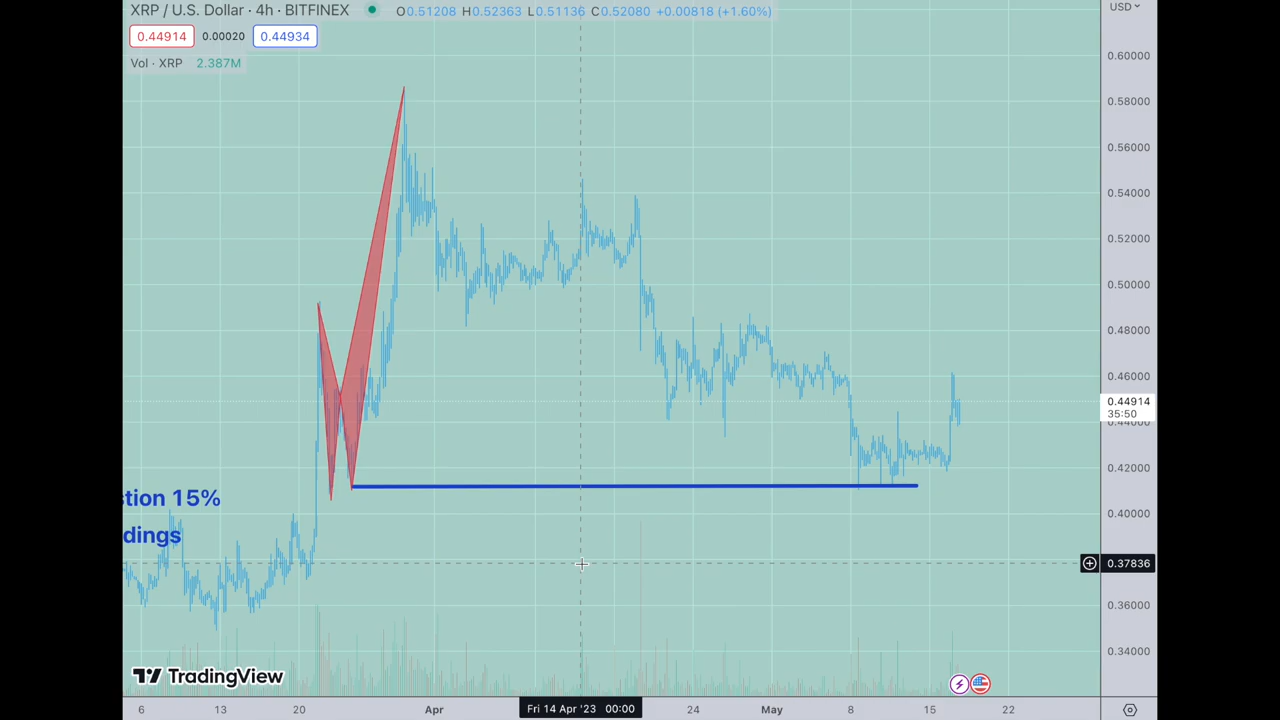 XRP / U.S. Dollar · 4h · BITFINEX O0.51208 H0.52363 L0.51136 C0.52080 +0.00818 (+1.60%)
USD
0.44914 0.00020 0.44934
Vol · XRP 2.387M
0.60000
0.58000
0.56000
0.54000
0.52000
0.50000
0.48000
0.46000
0.44914
35:50
0.44000
0.42000
stion 15%
0.40000
dings
0.37836
0.36000
0.34000
TradingView
6 13 20 Apr Fri 14 Apr '23 00:00 24 May 8 15 22